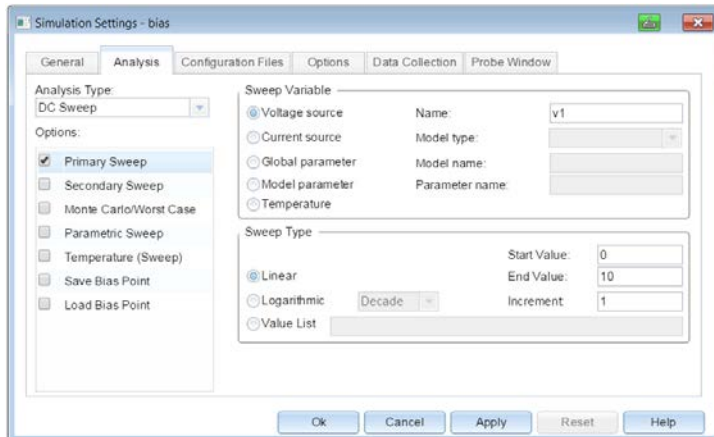 Simulation Settings - bias
General Analysis Configuration Files Options Data Collection Probe Window
Analysis Type:
DC Sweep
Options:
Primary Sweep
Secondary Sweep
Monte Carlo/Worst Case
Parametric Sweep
Temperature (Sweep)
Save Bias Point
Load Bias Point
Sweep Variable
Voltage source Name: v1
Current source Model type:
Global parameter Model name:
Model parameter Parameter name:
Temperature
Sweep Type
Start Value: 0
Linear End Value: 10
Logarithmic Decade Increment: 1
Value List
Ok Cancel Apply Reset Help